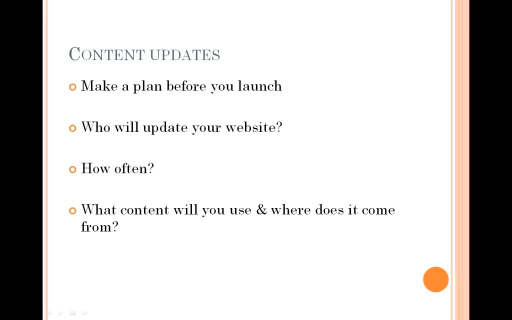 CONTENT UPDATES
Make a plan before you launch
Who will update your website?
How often?
What content will you use & where does it come
from?